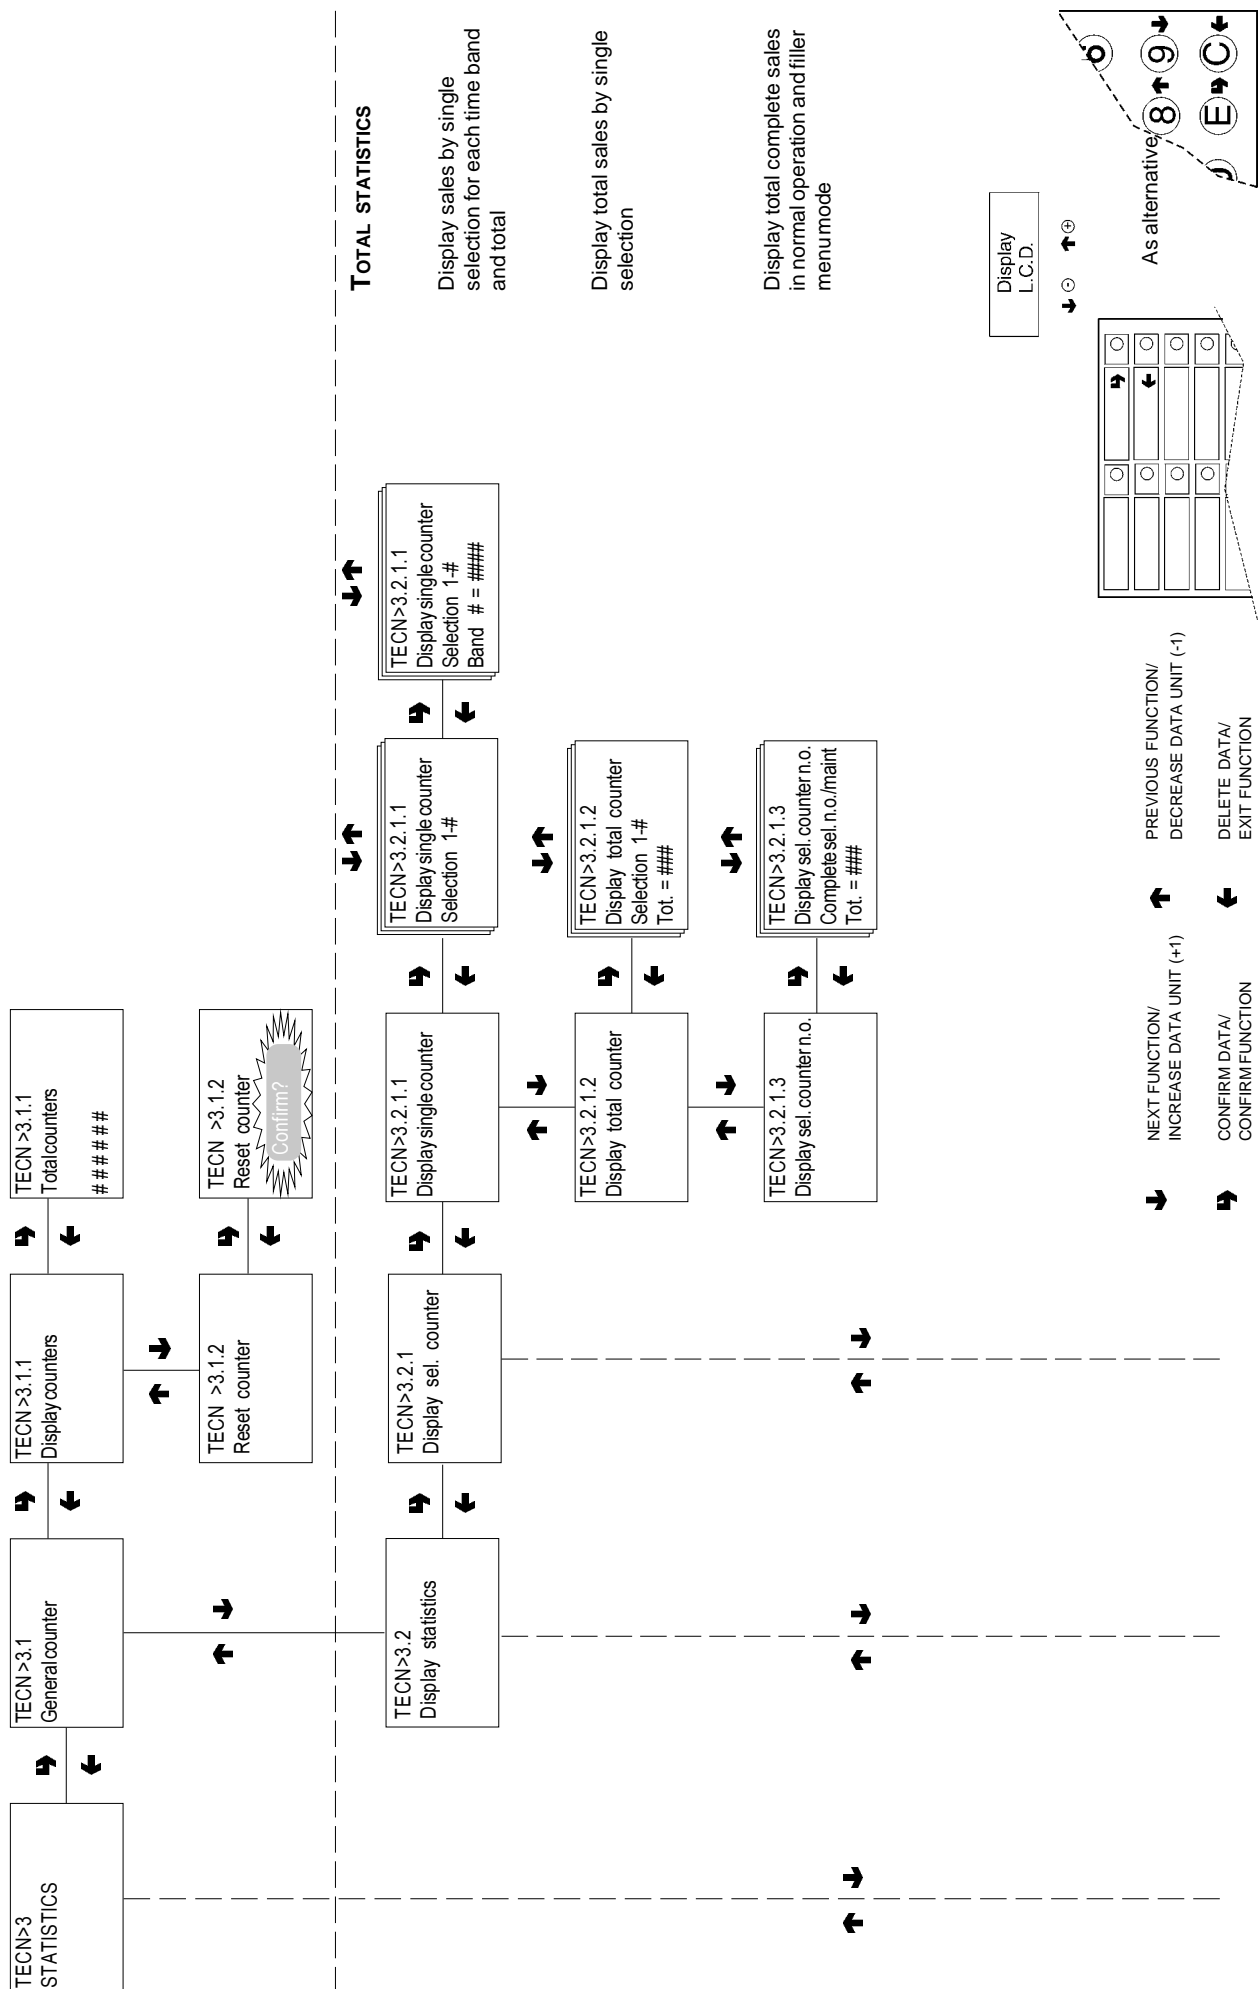 TECN>3
STATISTICS
TECN >3.1
General counter
TECN >3.1.1
Display counters
TECN >3.1.1
Total counters
######
TECN >3.1.2
Reset counter
TECN >3.1.2
Reset counter
Confirm?
TOTAL STATISTICS
TECN>3.2
Display statistics
TECN>3.2.1
Display sel. counter
TECN>3.2.1.1
Display single counter
TECN>3.2.1.1
Display single counter
Selection 1-#
TECN>3.2.1.1
Display single counter
Selection 1-#
Band # = ####
Display sales by single
selection for each time band
and total
TECN>3.2.1.2
Display total counter
TECN>3.2.1.2
Display total counter
Selection 1-#
Tot. = ###
Display total sales by single
selection
TECN>3.2.1.3
Display sel. counter n.o.
TECN>3.2.1.3
Display sel. counter n.o.
Complete sel. n.o./maint
Tot. = ###
Display total complete sales
in normal operation and filler
menu mode
Display
L.C.D.
- +
NEXT FUNCTION/
INCREASE DATA UNIT (+1)
PREVIOUS FUNCTION/
DECREASE DATA UNIT (-1)
CONFIRM DATA/
CONFIRM FUNCTION
DELETE DATA/
EXIT FUNCTION
As alternative
8 9
E C